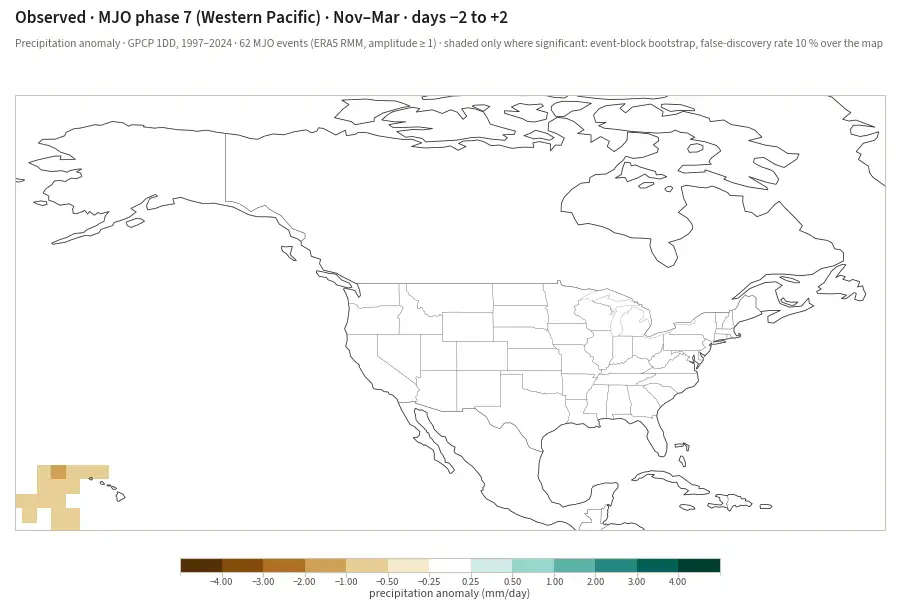 Observed · MJO phase 7 (Western Pacific) · Nov–Mar · days −2 to +2
Precipitation anomaly · GPCP 1DD, 1997–2024 · 62 MJO events (ERA5 RMM, amplitude ≥ 1) · shaded only where significant: event-block bootstrap, false-discovery rate 10 % over the map
−4.00 −3.00 −2.00 −1.00 −0.50 −0.25 0.25 0.50 1.00 2.00 3.00 4.00
precipitation anomaly (mm/day)